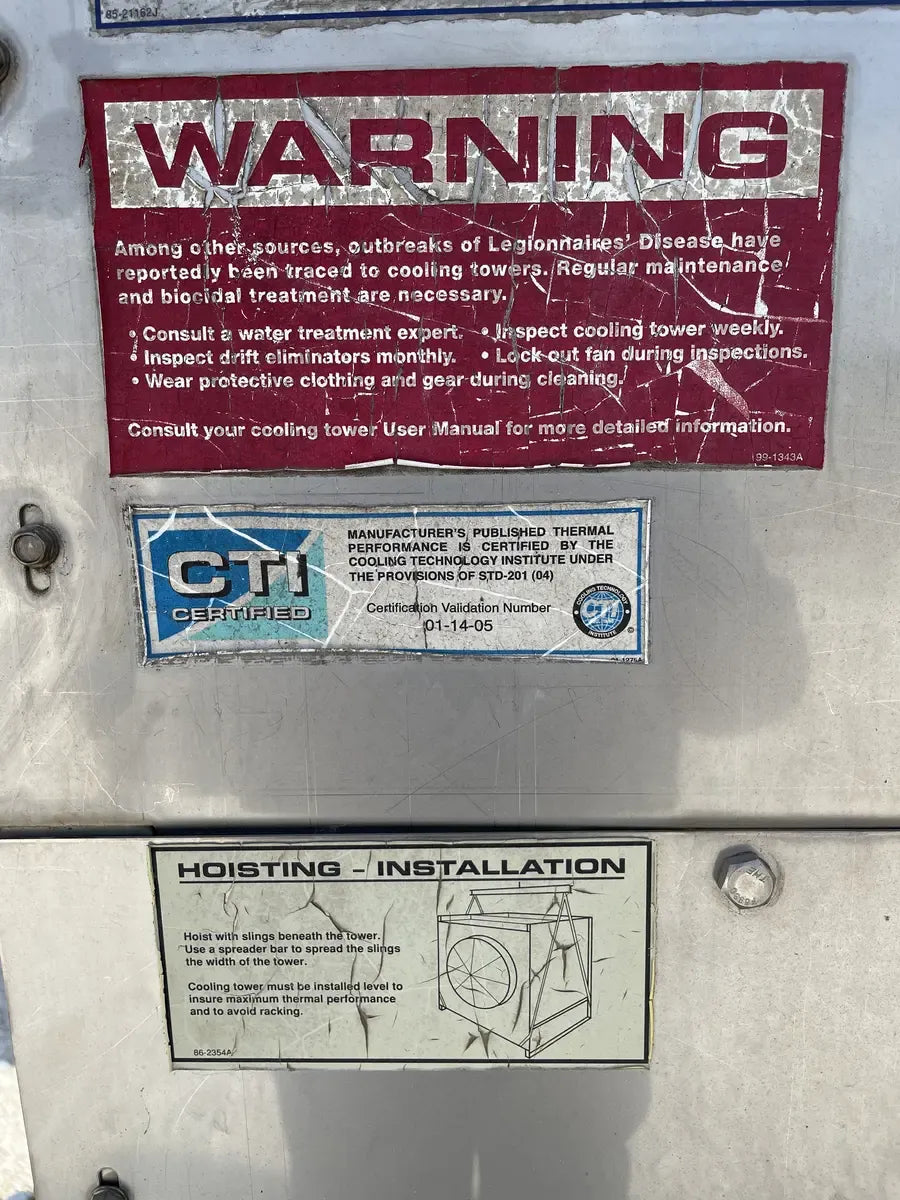 85-21162J
WARNING
Among other sources, outbreaks of Legionnaires' Disease have
reportedly been traced to cooling towers. Regular maintenance
and biocidal treatment are necessary.
• Consult a water treatment expert. • Inspect cooling tower weekly.
• Inspect drift eliminators monthly. • Lock out fan during inspections.
• Wear protective clothing and gear during cleaning.
Consult your cooling tower User Manual for more detailed information.
99-1343A
CTI
CERTIFIED
MANUFACTURER'S PUBLISHED THERMAL
PERFORMANCE IS CERTIFIED BY THE
COOLING TECHNOLOGY INSTITUTE UNDER
THE PROVISIONS OF STD-201 (04)
Certification Validation Number
01-14-05
COOLING TECHNOLOGY
CTI
INSTITUTE
HOISTING - INSTALLATION
Hoist with slings beneath the tower.
Use a spreader bar to spread the slings
the width of the tower.
Cooling tower must be installed level to
insure maximum thermal performance
and to avoid racking.
86-2354A
THE